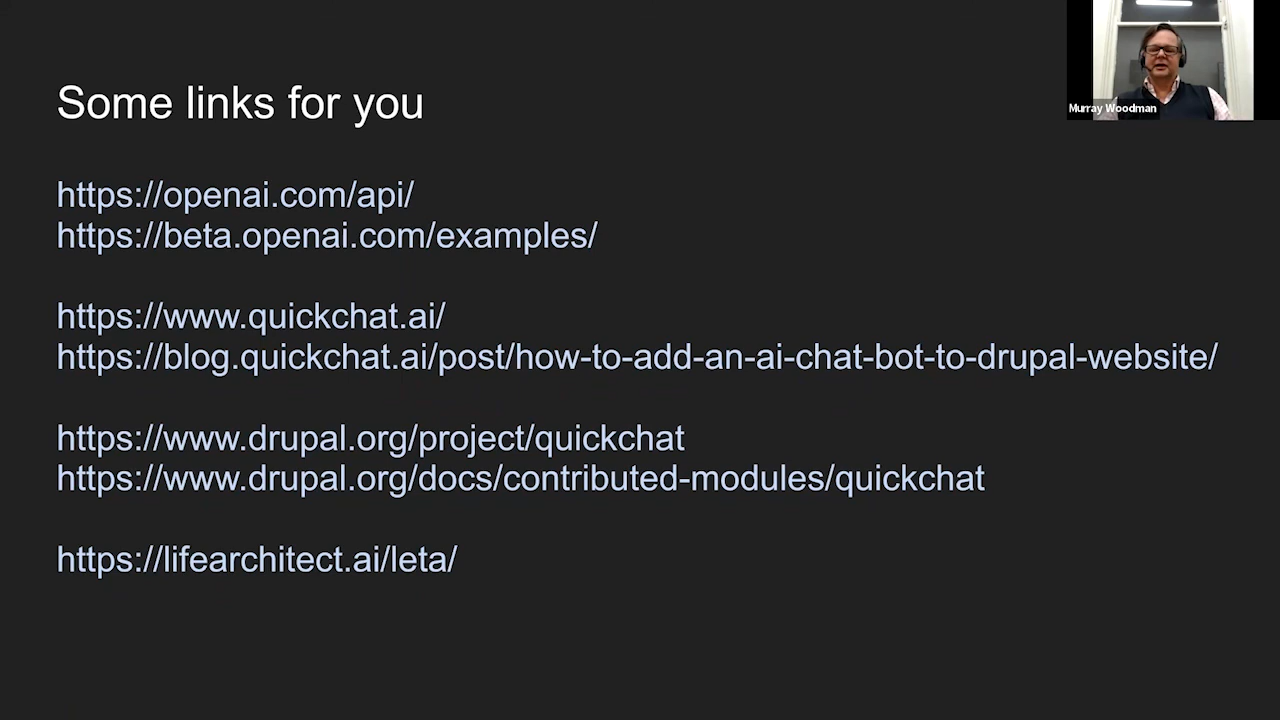 Some links for you
Murray Woodman
https://openai.com/api/
https://beta.openai.com/examples/
https://www.quickchat.ai/
https://blog.quickchat.ai/post/how-to-add-an-ai-chat-bot-to-drupal-website/
https://www.drupal.org/project/quickchat
https://www.drupal.org/docs/contributed-modules/quickchat
https://lifearchitect.ai/leta/